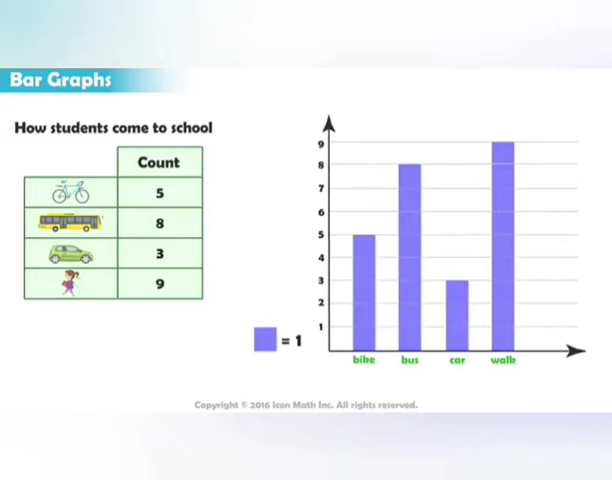 Bar Graphs
How students come to school
Count
5
8
3
9
9
8
7
6
5
4
3
2
1
= 1
bike bus car walk
Copyright © 2016 Icon Math Inc. All rights reserved.